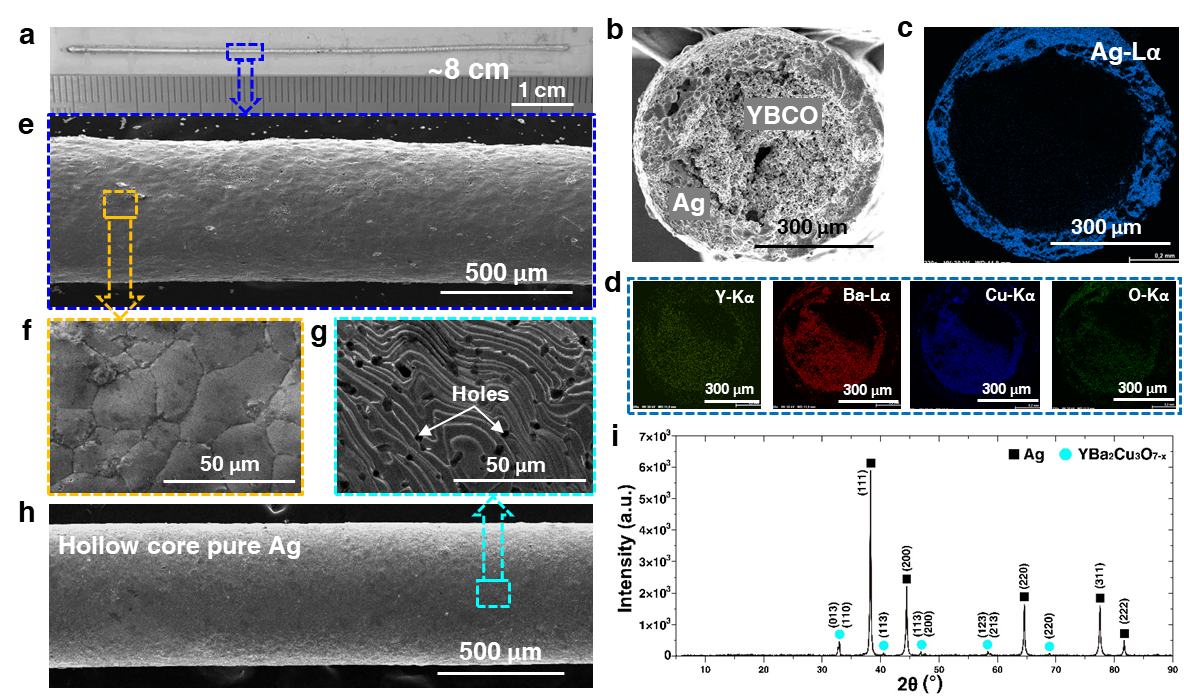 a
~8 cm
1 cm
b
YBCO
Ag
300 µm
c
Ag-Lα
300 µm
0,2 mm
d
Y-Kα
300 µm
Ba-Lα
300 µm
Cu-Kα
300 µm
O-Kα
300 µm
e
500 µm
f
50 µm
g
Holes
50 µm
h
Hollow core pure Ag
500 µm
i
Ag
YBa₂Cu₃O₇₋ₓ
Intensity (a.u.)
7×10³
6×10³
5×10³
4×10³
3×10³
2×10³
1×10³
0
(013)
(110)
(111)
(113)
(200)
(113)
(200)
(123)
(213)
(220)
(220)
(311)
(222)
10 20 30 40 50 60 70 80 90
2θ (°)